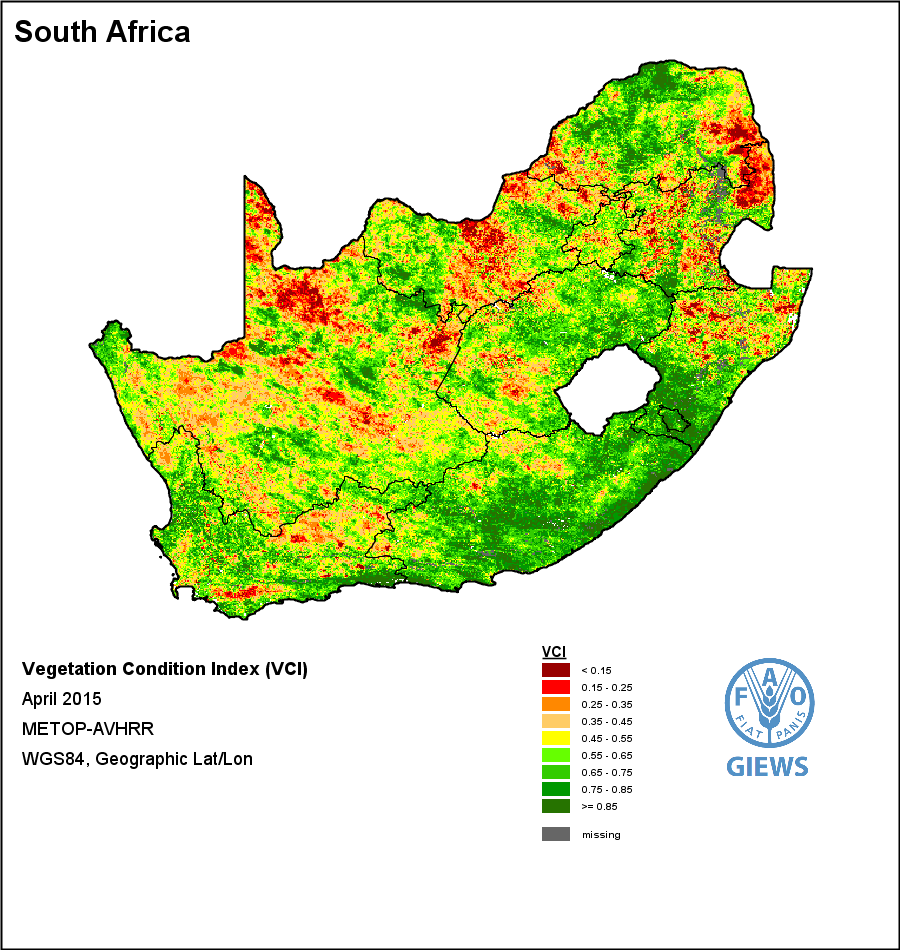 South Africa
Vegetation Condition Index (VCI)
April 2015
METOP-AVHRR
WGS84, Geographic Lat/Lon
VCI
< 0.15
0.15 - 0.25
0.25 - 0.35
0.35 - 0.45
0.45 - 0.55
0.55 - 0.65
0.65 - 0.75
0.75 - 0.85
>= 0.85
missing
F A O
FIAT PANIS
GIEWS